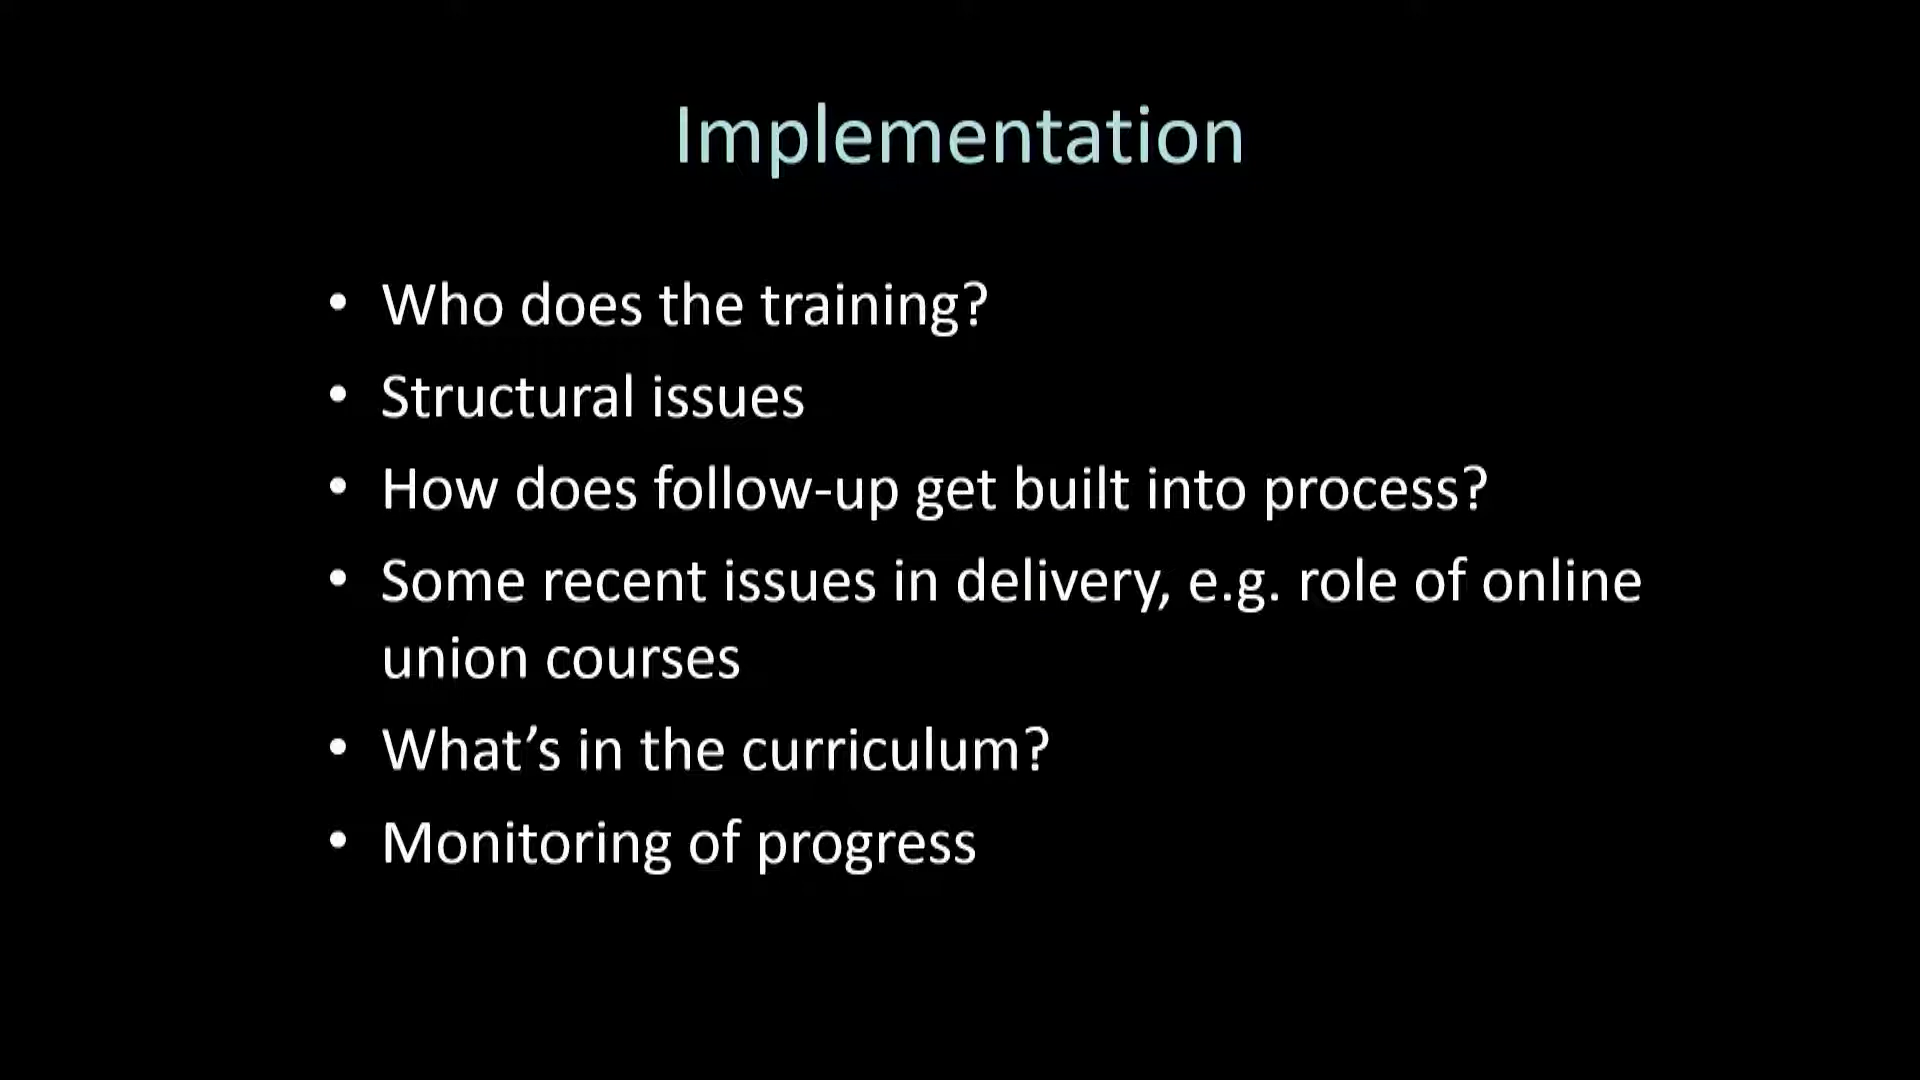 Implementation
• Who does the training?
• Structural issues
• How does follow-up get built into process?
• Some recent issues in delivery, e.g. role of online
union courses
• What’s in the curriculum?
• Monitoring of progress